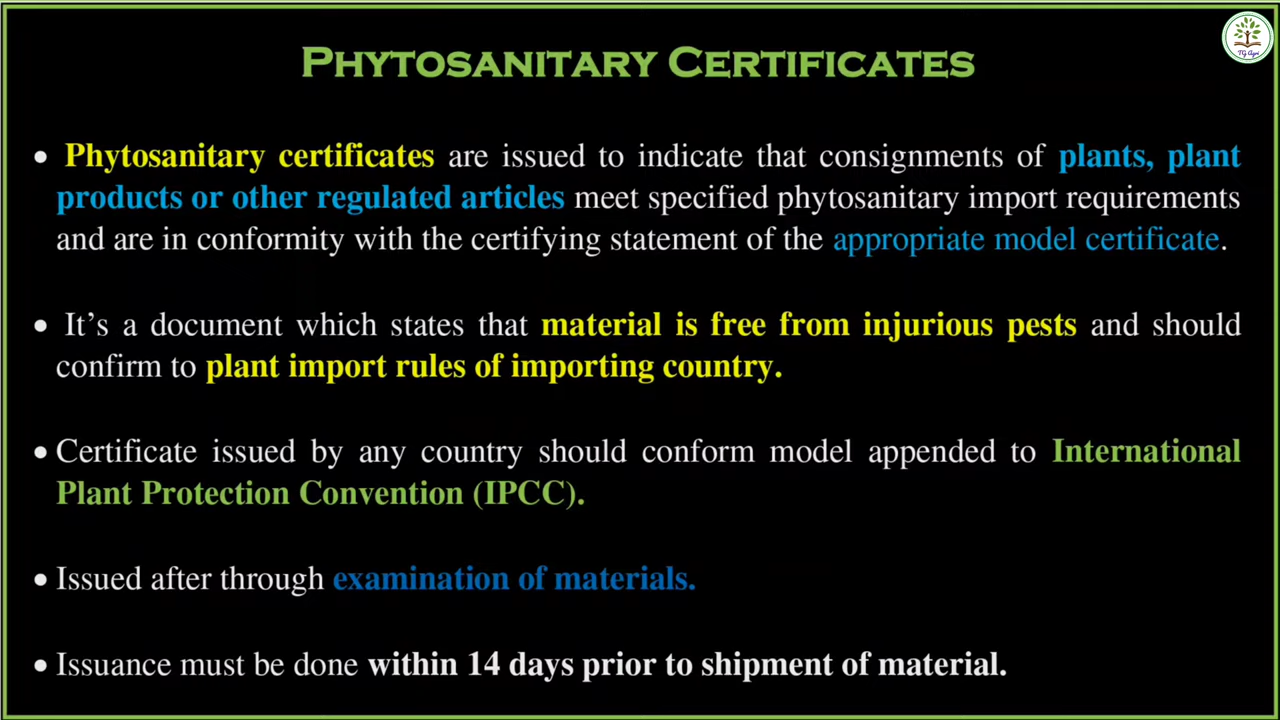 PHYTOSANITARY CERTIFICATES
TG Agri
• Phytosanitary certificates are issued to indicate that consignments of plants, plant
products or other regulated articles meet specified phytosanitary import requirements
and are in conformity with the certifying statement of the appropriate model certificate.
• It’s a document which states that material is free from injurious pests and should
confirm to plant import rules of importing country.
• Certificate issued by any country should conform model appended to International
Plant Protection Convention (IPCC).
• Issued after through examination of materials.
• Issuance must be done within 14 days prior to shipment of material.